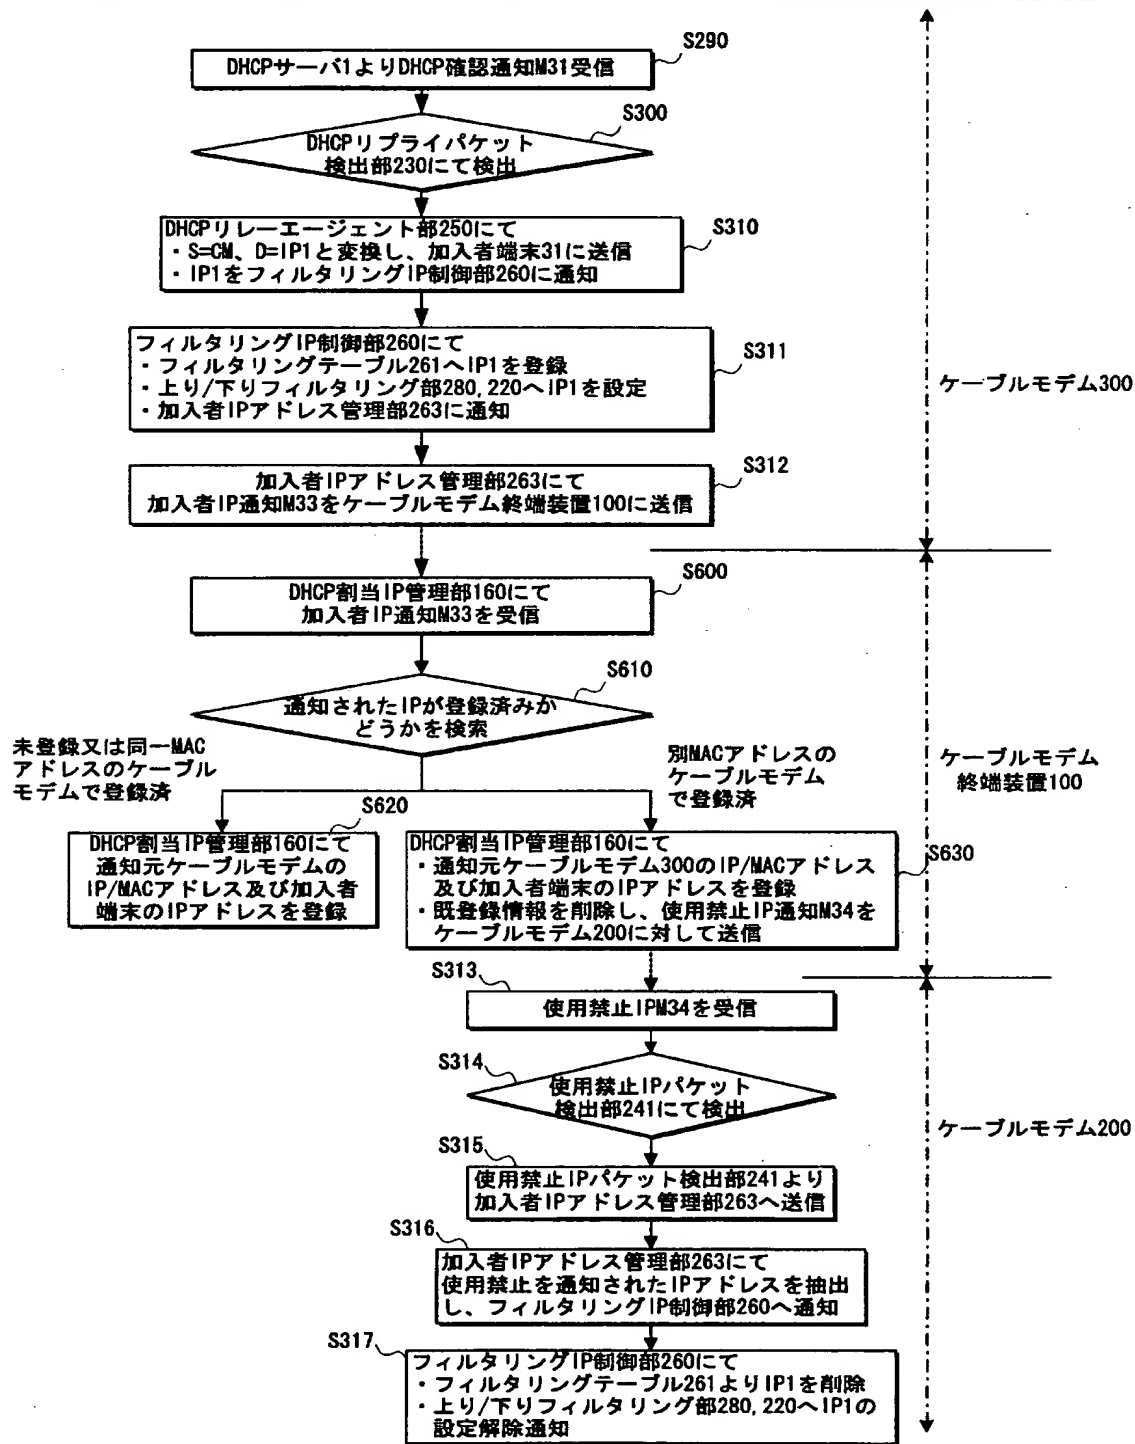 S290
DHCPサーバ1よりDHCP確認通知M31受信
S300
DHCPリプライパケット
検出部230にて検出
S310
DHCPリレーエージェント部250にて
・S=CM、D=IP1と変換し、加入者端末31に送信
・IP1をフィルタリングIP制御部260に通知
S311
フィルタリングIP制御部260にて
・フィルタリングテーブル261へIP1を登録
・上り/下りフィルタリング部280,220へIP1を設定
・加入者IPアドレス管理部263に通知
ケーブルモデム300
S312
加入者IPアドレス管理部263にて
加入者IP通知M33をケーブルモデム終端装置100に送信
S600
DHCP割当IP管理部160にて
加入者IP通知M33を受信
S610
通知されたIPが登録済みか
どうかを検索
未登録又は同一MAC
アドレスのケーブル
モデムで登録済
別MACアドレスの
ケーブルモデム
で登録済
ケーブルモデム
終端装置100
S620
DHCP割当IP管理部160にて
通知元ケーブルモデムの
IP/MACアドレス及び加入者
端末のIPアドレスを登録
S630
DHCP割当IP管理部160にて
・通知元ケーブルモデム300のIP/MACアドレス
及び加入者端末のIPアドレスを登録
・既登録情報を削除し、使用禁止IP通知M34を
ケーブルモデム200に対して送信
S313
使用禁止IPM34を受信
S314
使用禁止IPパケット
検出部241にて検出
ケーブルモデム200
S315
使用禁止IPパケット検出部241より
加入者IPアドレス管理部263へ送信
S316
加入者IPアドレス管理部263にて
使用禁止を通知されたIPアドレスを抽出
し、フィルタリングIP制御部260へ通知
S317
フィルタリングIP制御部260にて
・フィルタリングテーブル261よりIP1を削除
・上り/下りフィルタリング部280,220へIP1の
設定解除通知